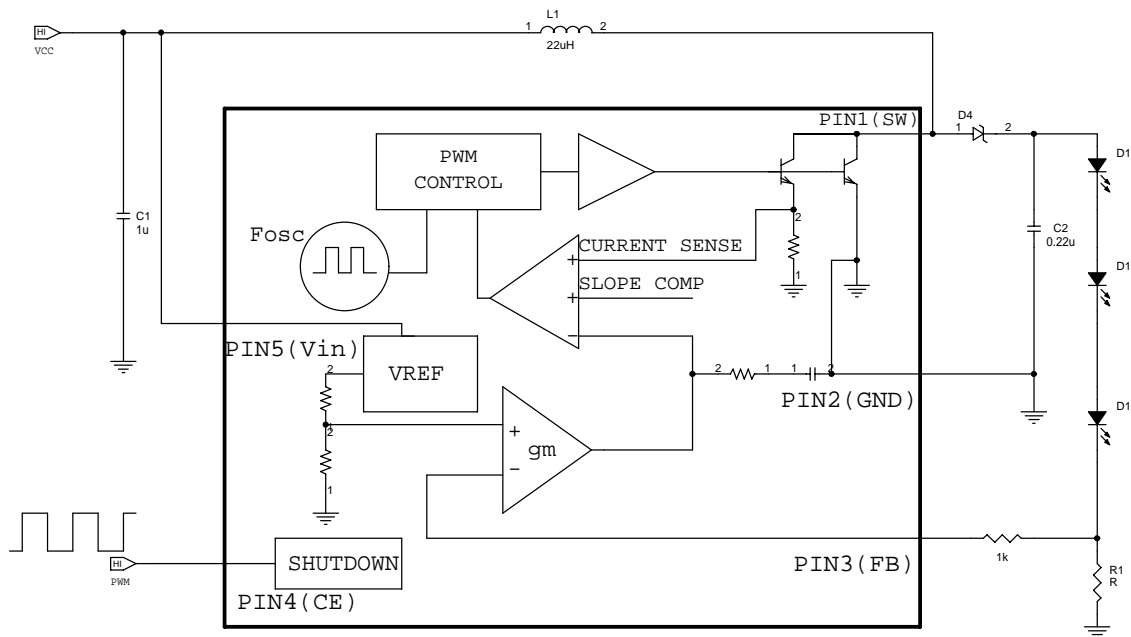 L1
HI
1
2
VCC
22uH
PIN1(SW)
D4
1
2
PWM
CONTROL
D1
C1
1u
Fosc
2
C2
0.22u
CURRENT SENSE
+
1
SLOPE COMP
+
D1
PIN5(Vin)
-
2
VREF
2
1
1
2
PIN2(GND)
D1
2
1
+
gm
-
1
SHUTDOWN
HI
PWM
PIN3(FB)
1k
R1
R
PIN4(CE)